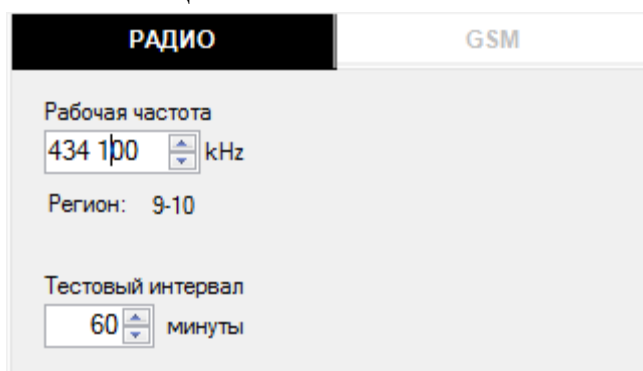 РАДИО GSM
Рабочая частота
434 100 kHz
Регион: 9-10
Тестовый интервал
60 минуты